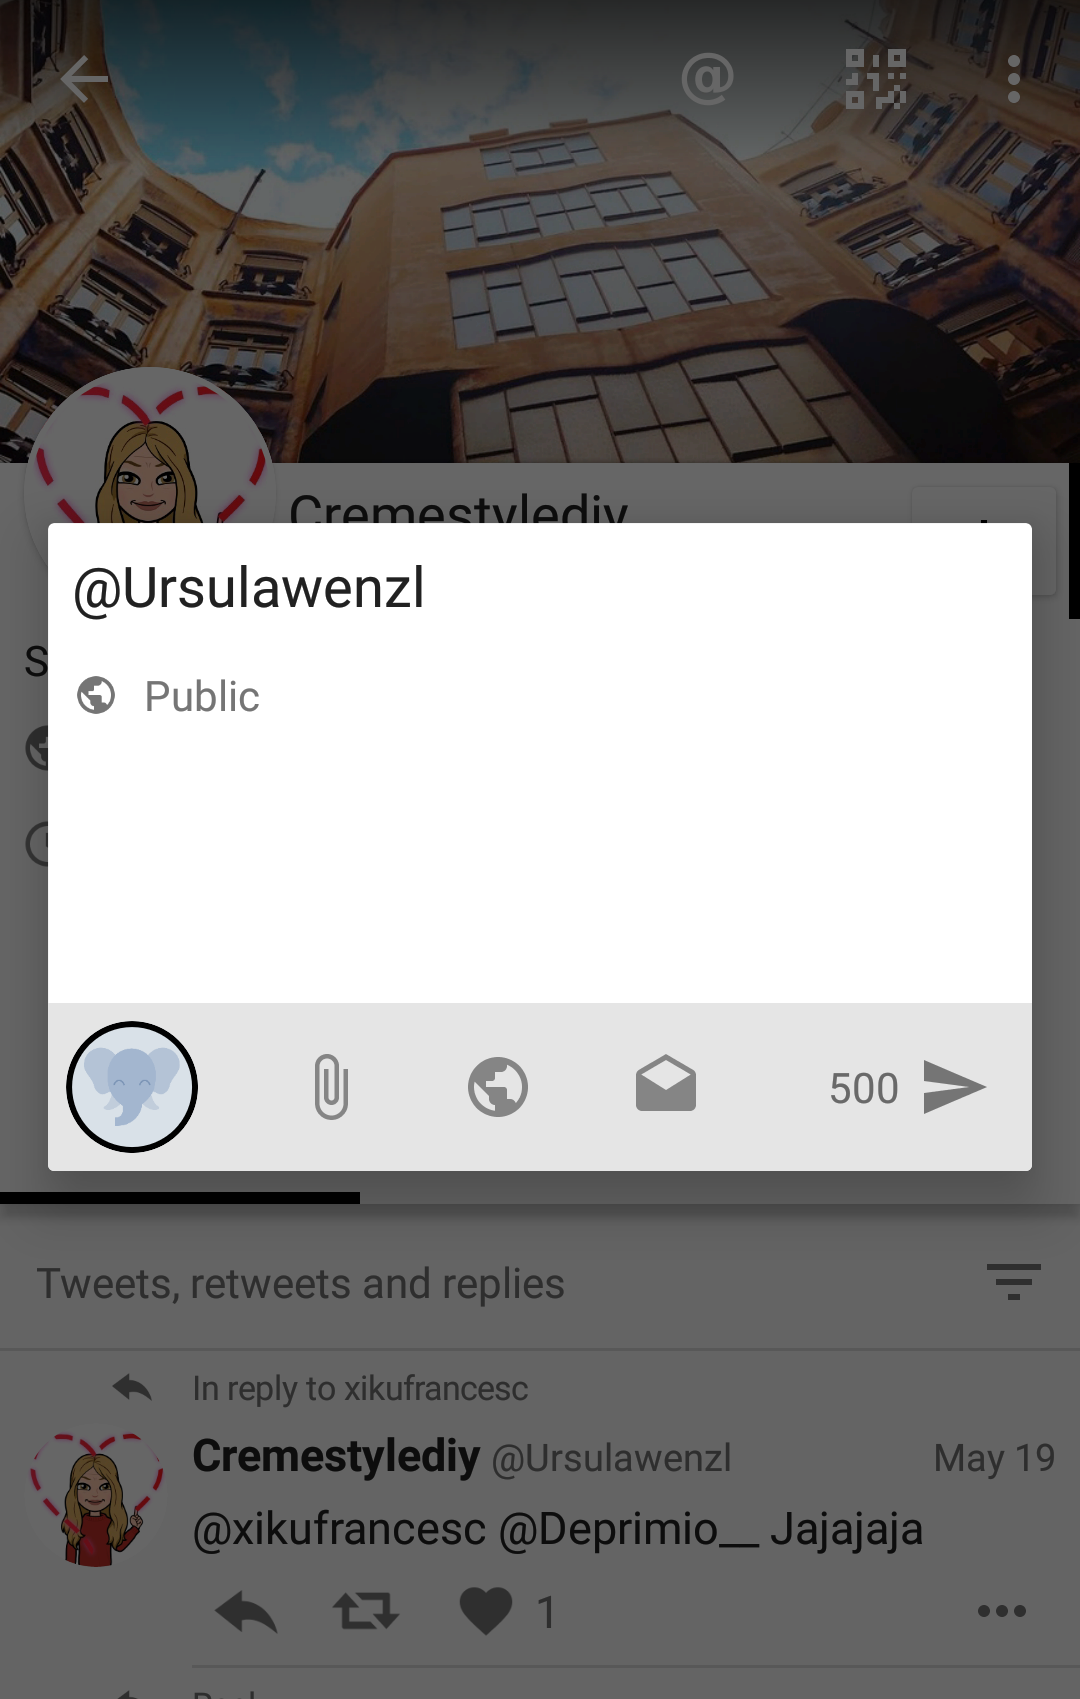 @
Cremestylediy
@Ursulawenzl
S
Public
500
Tweets, retweets and replies
In reply to xikufrancesc
Cremestylediy @Ursulawenzl May 19
@xikufrancesc @Deprimio__ Jajajaja
1